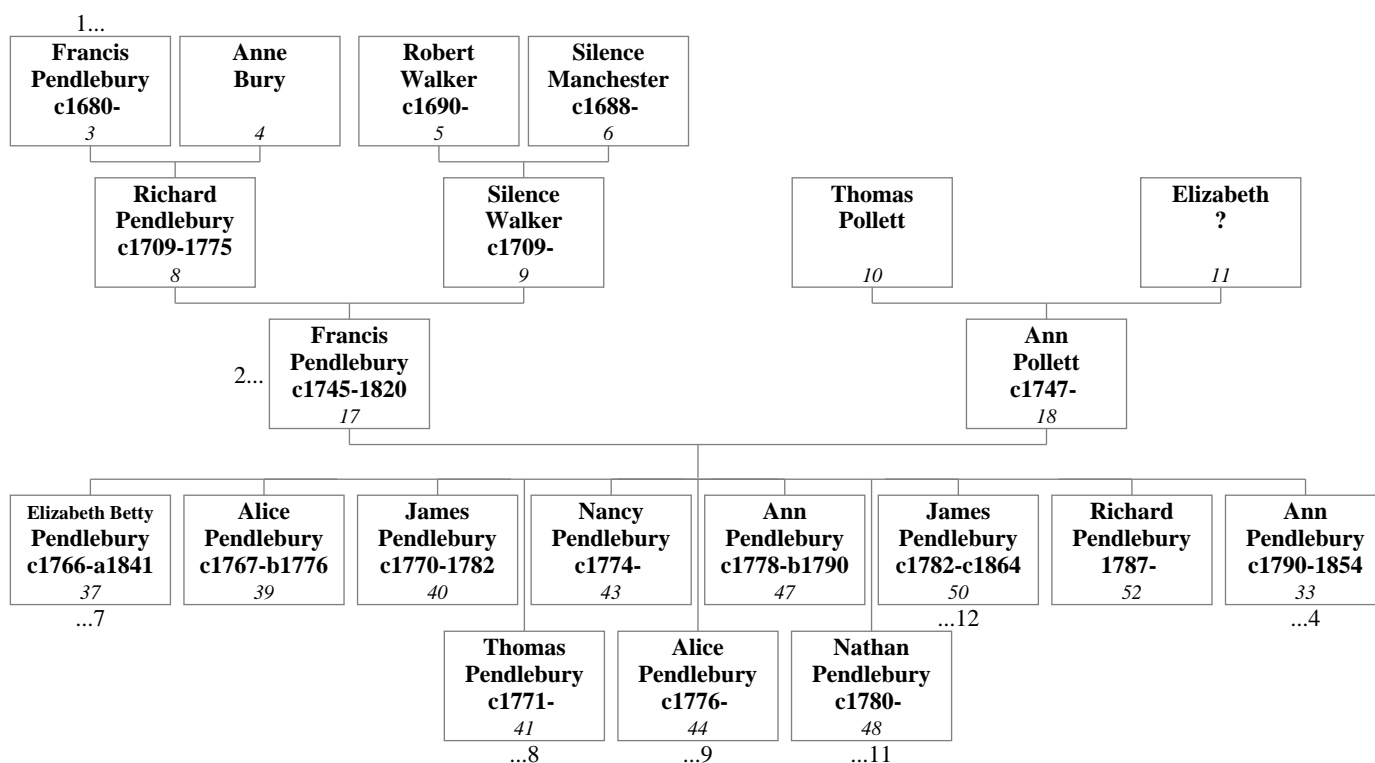 1...
Francis
Pendlebury
c1680-
3
Anne
Bury
4
Robert
Walker
c1690-
5
Silence
Manchester
c1688-
6
Richard
Pendlebury
c1709-1775
8
Silence
Walker
c1709-
9
Thomas
Pollett
10
Elizabeth
?
11
2...
Francis
Pendlebury
c1745-1820
17
Ann
Pollett
c1747-
18
Elizabeth Betty
Pendlebury
c1766-a1841
37
...7
Alice
Pendlebury
c1767-b1776
39
James
Pendlebury
c1770-1782
40
Nancy
Pendlebury
c1774-
43
Ann
Pendlebury
c1778-b1790
47
James
Pendlebury
c1782-c1864
50
...12
Richard
Pendlebury
1787-
52
Ann
Pendlebury
c1790-1854
33
...4
Thomas
Pendlebury
c1771-
41
...8
Alice
Pendlebury
c1776-
44
...9
Nathan
Pendlebury
c1780-
48
...11